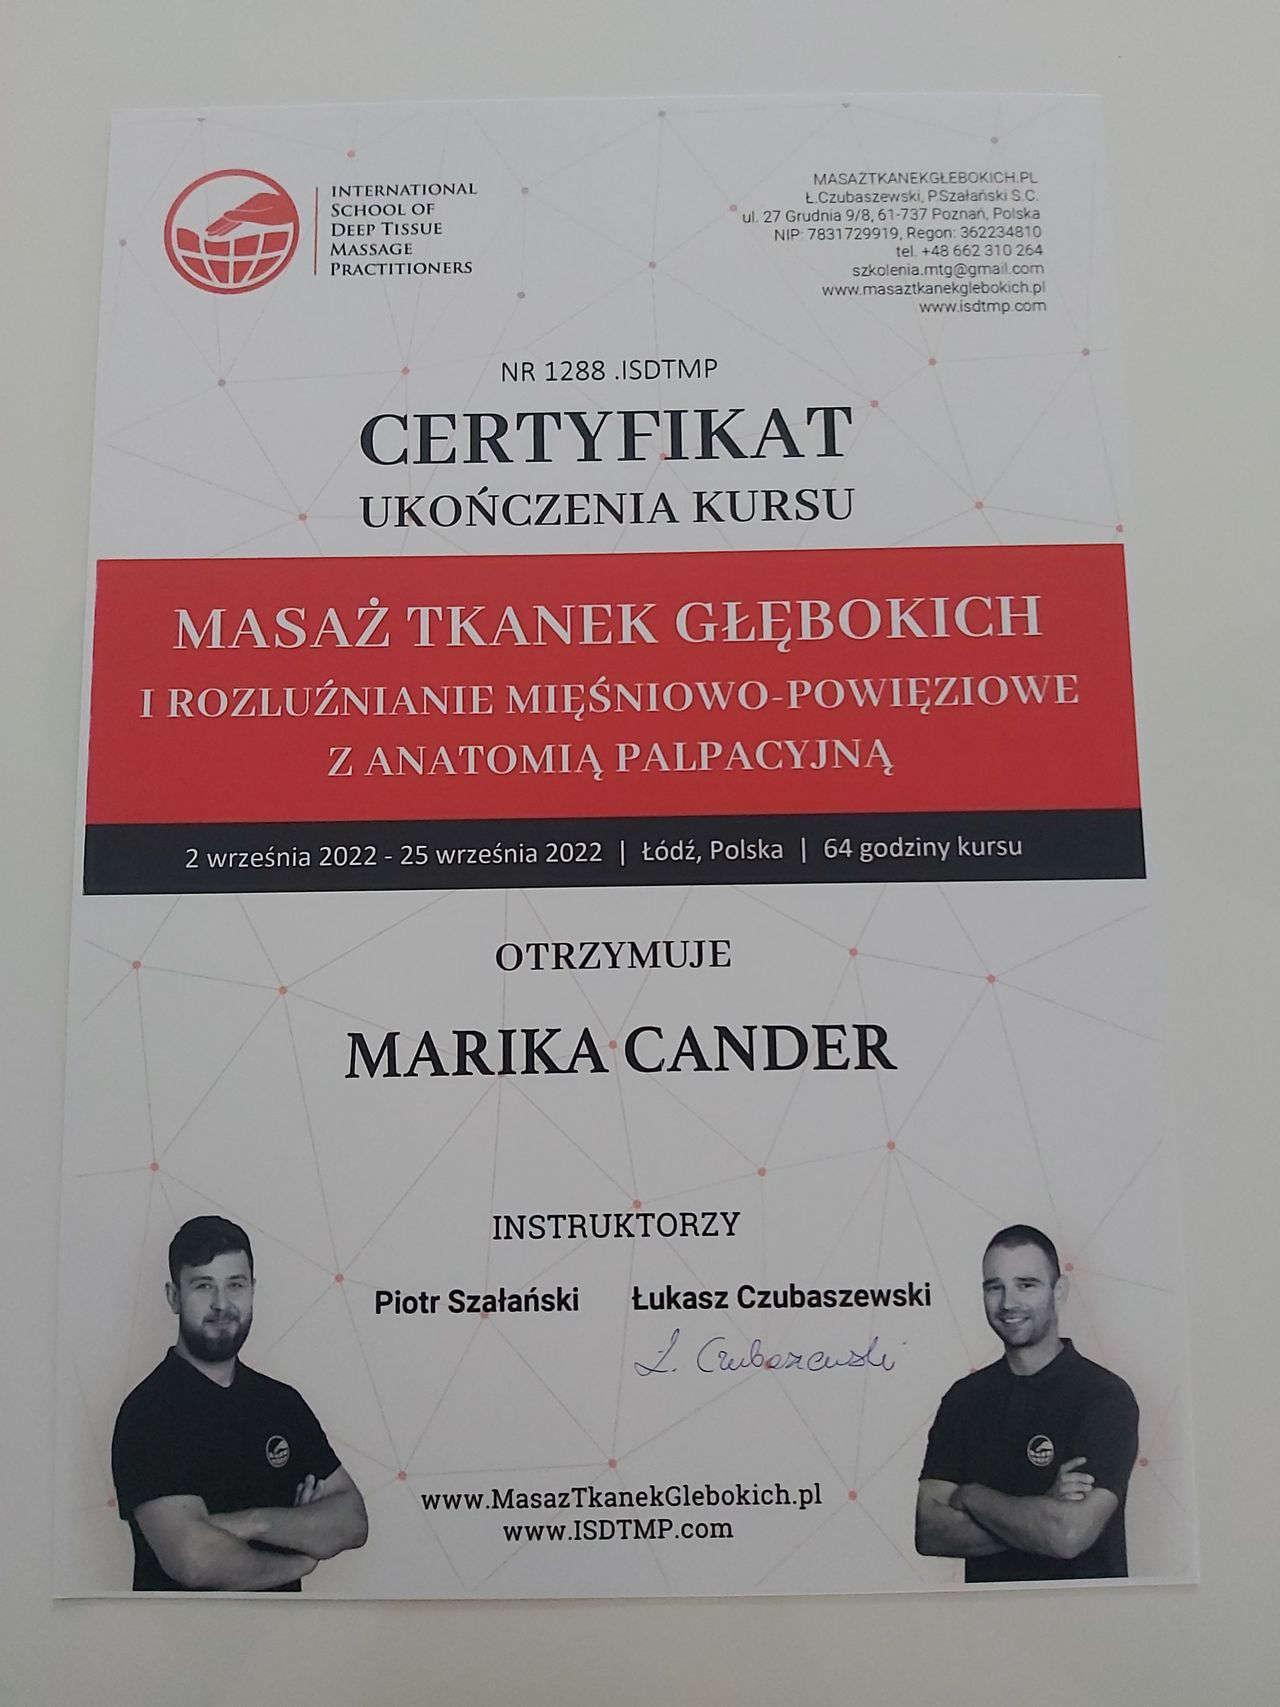 INTERNATIONAL
SCHOOL OF
DEEP TISSUE
MASSAGE
PRACTITIONERS
MASAZTKANEKGŁEBOKICH.PL
Ł.Czubaszewski, P.Szałański S.C.
ul. 27 Grudnia 9/8, 61-737 Poznań, Polska
NIP: 7831729919, Regon: 362234810
tel. +48 662 310 264
szkolenia.mtg@gmail.com
www.masaztkanekglebokich.pl
www.isdtmp.com
NR 1288 .ISDTMP
CERTYFIKAT
UKOŃCZENIA KURSU
MASAŻ TKANEK GŁĘBOKICH
I ROZLUŹNIANIE MIĘŚNIOWO-POWIĘZIOWE
Z ANATOMIĄ PALPACYJNĄ
2 września 2022 - 25 września 2022 | Łódź, Polska | 64 godziny kursu
OTRZYMUJE
MARIKA CANDER
INSTRUKTORZY
Piotr Szałański Łukasz Czubaszewski
Ł. Czubaszewski
www.MasazTkanekGlebokich.pl
www.ISDTMP.com